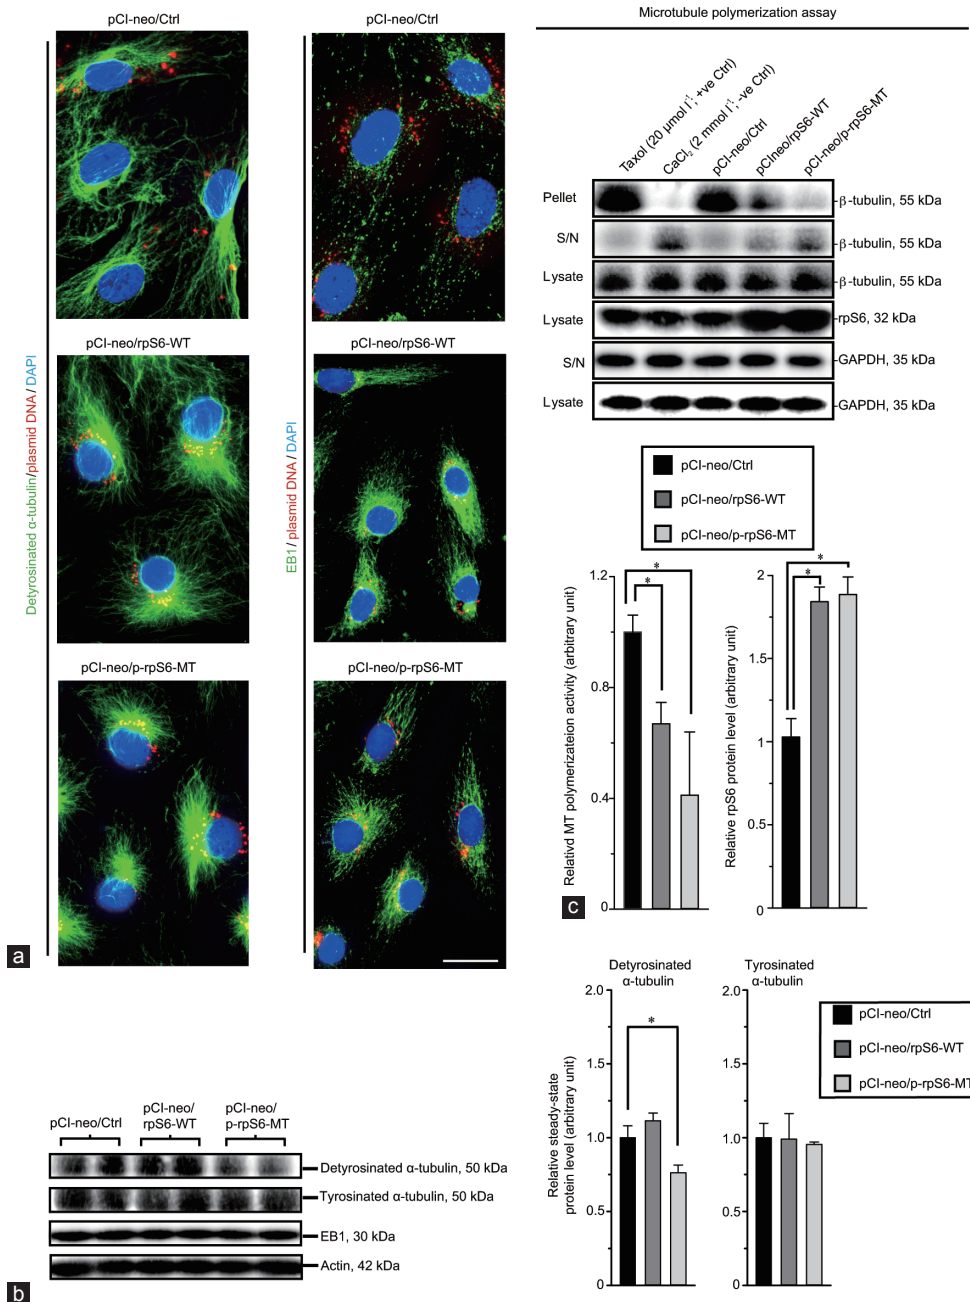 pCI-neo/Ctrl
pCI-neo/Ctrl
Detyrosinated α-tubulin/plasmid DNA/DAPI
EB1/plasmid DNA/DAPI
pCI-neo/rpS6-WT
pCI-neo/rpS6-WT
pCI-neo/p-rpS6-MT
pCI-neo/p-rpS6-MT
a
Microtubule polymerization assay
Taxol (20 μmol l⁻¹; +ve Ctrl)
CaCl₂ (2 mmol l⁻¹; -ve Ctrl)
pCI-neo/Ctrl
pCIneo/rpS6-WT
pCI-neo/p-rpS6-MT
Pellet
β-tubulin, 55 kDa
S/N
β-tubulin, 55 kDa
Lysate
β-tubulin, 55 kDa
Lysate
rpS6, 32 kDa
S/N
GAPDH, 35 kDa
Lysate
GAPDH, 35 kDa
pCI-neo/Ctrl
pCI-neo/rpS6-WT
pCI-neo/p-rpS6-MT
Relativd MT polymerizateion activity (arbitrary unit)
1.2
0.8
0.4
0
*
*
Relative rpS6 protein level (arbitrary unit)
2
1.5
1
0.5
0
*
*
c
pCI-neo/Ctrl
pCI-neo/
rpS6-WT
pCI-neo/
p-rpS6-MT
Detyrosinated α-tubulin, 50 kDa
Tyrosinated α-tubulin, 50 kDa
EB1, 30 kDa
Actin, 42 kDa
b
Detyrosinated
α-tubulin
Relative steady-state
protein level (arbitrary unit)
2.0
1.5
1.0
0.5
0
*
Tyrosinated
α-tubulin
2.0
1.5
1.0
0.5
0
pCI-neo/Ctrl
pCI-neo/rpS6-WT
pCI-neo/p-rpS6-MT